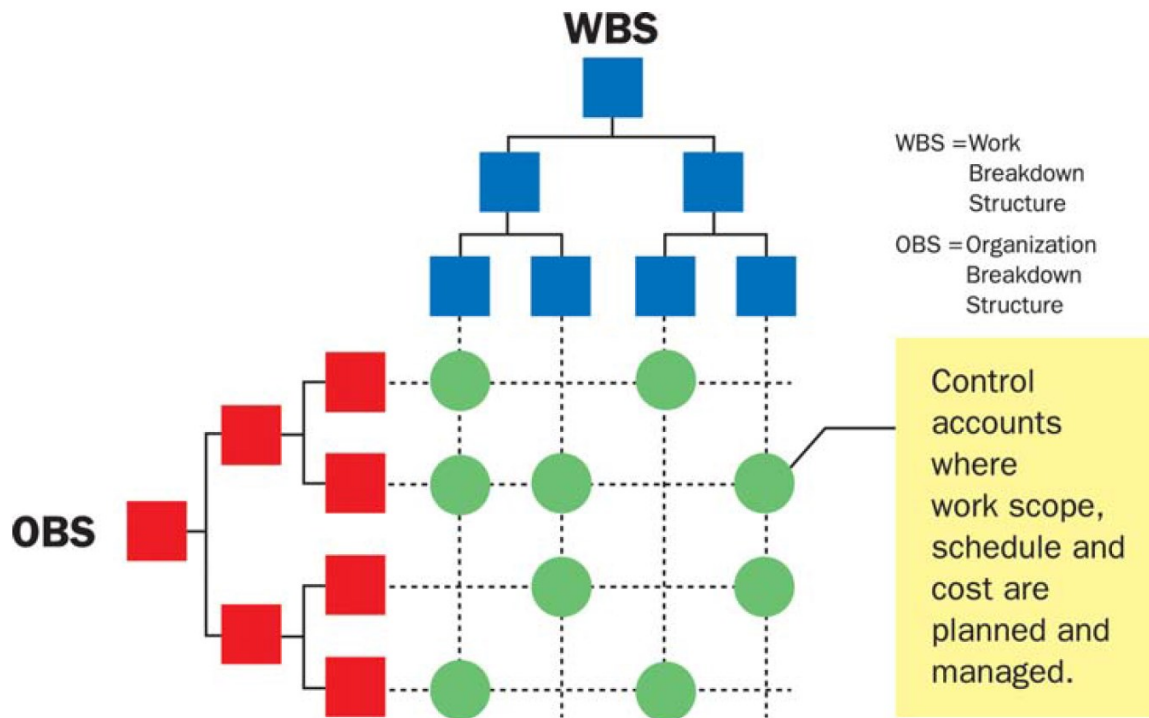 WBS
WBS = Work
Breakdown
Structure
OBS = Organization
Breakdown
Structure
OBS
Control
accounts
where
work scope,
schedule and
cost are
planned and
managed.